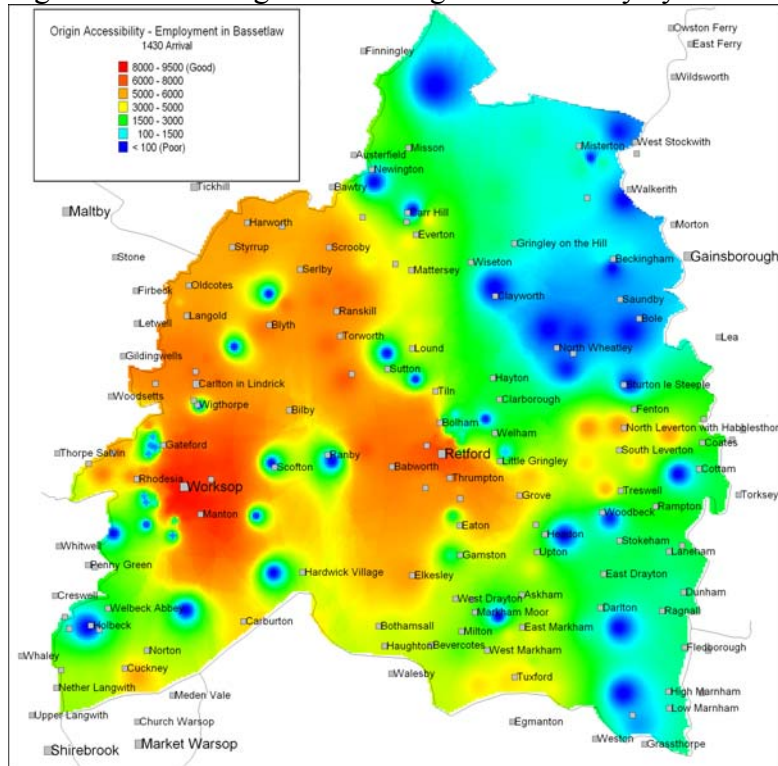 Origin Accessibility - Employment in Bassetlaw
1430 Arrival
8000 - 9500 (Good)
6000 - 8000
5000 - 6000
3000 - 5000
1500 - 3000
100 - 1500
< 100 (Poor)
Finningley
Owston Ferry
East Ferry
Wildsworth
Misson
Misterton
West Stockwith
Austerfield
Newington
Tickhill
Bawtry
Walkerith
Maltby
Harworth
Everton
Morton
Stone
Styrrup
Scrooby
Gringley on the Hill
Gainsborough
Serlby
Mattersey
Wiseton
Beckingham
Firbeck
Oldcotes
Clayworth
Saundby
Letwell
Langold
Blyth
Ranskill
Bole
Torworth
Lea
Gildingwells
Lound
North Wheatley
Sutton
Woodsetts
Carlton in Lindrick
Tiln
Hayton
Sturton le Steeple
Wigthorpe
Bilby
Clarborough
Fenton
Bolham
Welham
North Leverton with Habblesthor
Gateford
Coates
Thorpe Salvin
Ranby
Retford
South Leverton
Scofton
Babworth
Little Gringley
Cottam
Rhodesia
Worksop
Thrumpton
Treswell
Torksey
Grove
Rampton
Manton
Woodbeck
Eaton
Headon
Stokeham
Whitwell
Gamston
Upton
Laneham
Penny Green
Hardwick Village
Elkesley
East Drayton
Creswell
Welbeck Abbey
West Drayton
Askham
Dunham
Holbeck
Carburton
Markham Moor
Darlton
Ragnall
Bothamsall
Milton
East Markham
Whaley
Norton
Haughton
Bevercotes
West Markham
Fledborough
Cuckney
Walesby
Tuxford
Nether Langwith
Meden Vale
High Marnham
Low Marnham
Upper Langwith
Church Warsop
Egmanton
Shirebrook
Market Warsop
Weston
Grassthorpe